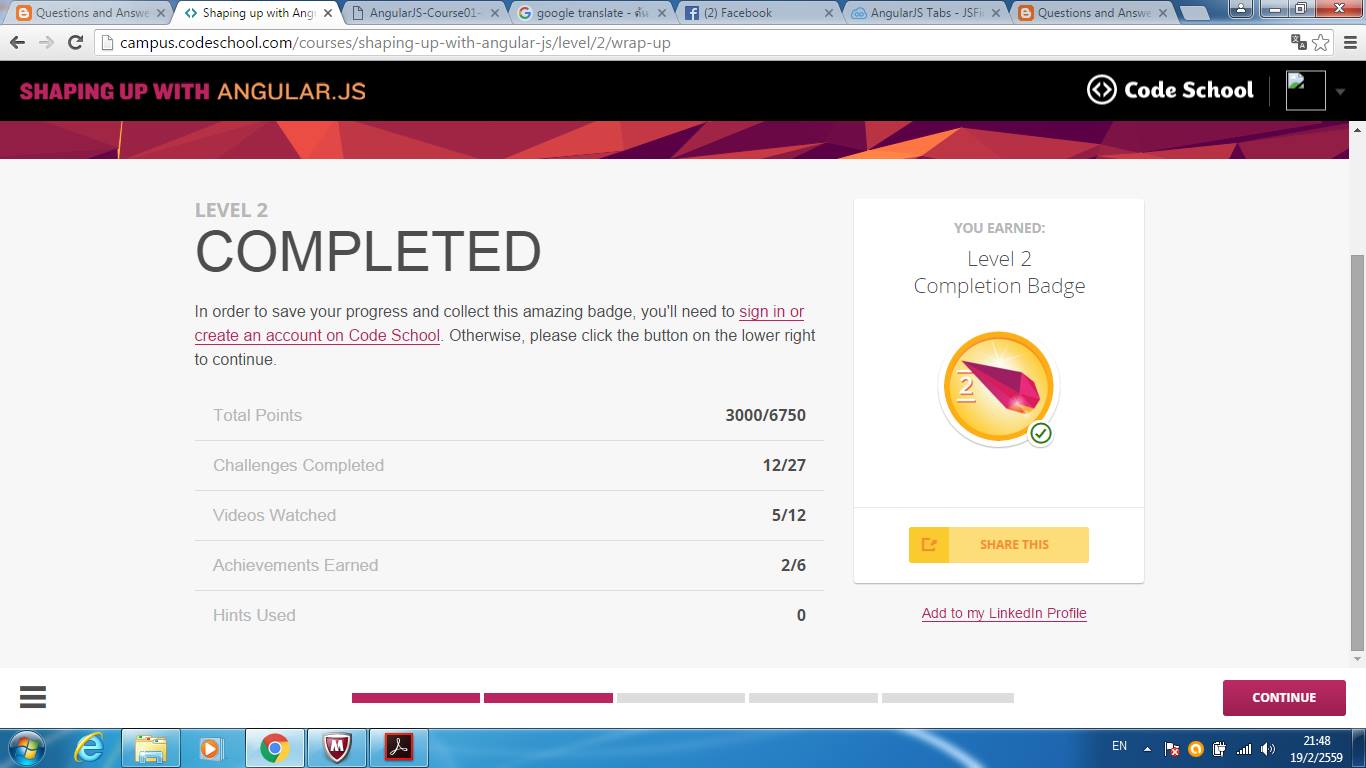 Questions and Answe
Shaping up with Ang
AngularJS-Course01-
google translate - ค้น
(2) Facebook
AngularJS Tabs - JSFi
Questions and Answe
campus.codeschool.com/courses/shaping-up-with-angular-js/level/2/wrap-up
SHAPING UP WITH ANGULAR.JS
Code School
LEVEL 2
COMPLETED
In order to save your progress and collect this amazing badge, you'll need to sign in or
create an account on Code School. Otherwise, please click the button on the lower right
to continue.
Total Points 3000/6750
Challenges Completed 12/27
Videos Watched 5/12
Achievements Earned 2/6
Hints Used 0
YOU EARNED:
Level 2
Completion Badge
2
SHARE THIS
Add to my LinkedIn Profile
CONTINUE
EN
21:48
19/2/2559